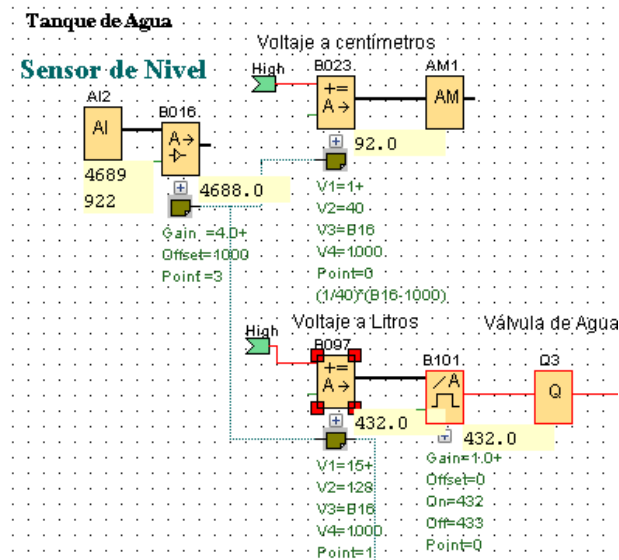 Tanque de Agua
Voltaje a centímetros
Sensor de Nivel
High
B023
AM1
AI2
B016
+=
A→
AM
AI
A→
92.0
4689
922
4688.0
V1=1+
V2=40
V3=B16
V4=1000.
Point=0
(1/40)*(B16-1000)
Gain =4.0+
Offset=1000
Point =3
Voltaje a Litros
Válvula de Agua
High
B097
B101
Q3
+=
A→
/A
Q
432.0
432.0
V1=15+
V2=128
V3=B16
V4=1000.
Point=1
Gain=1.0+
Offset=0
On=432
Off=433
Point=0